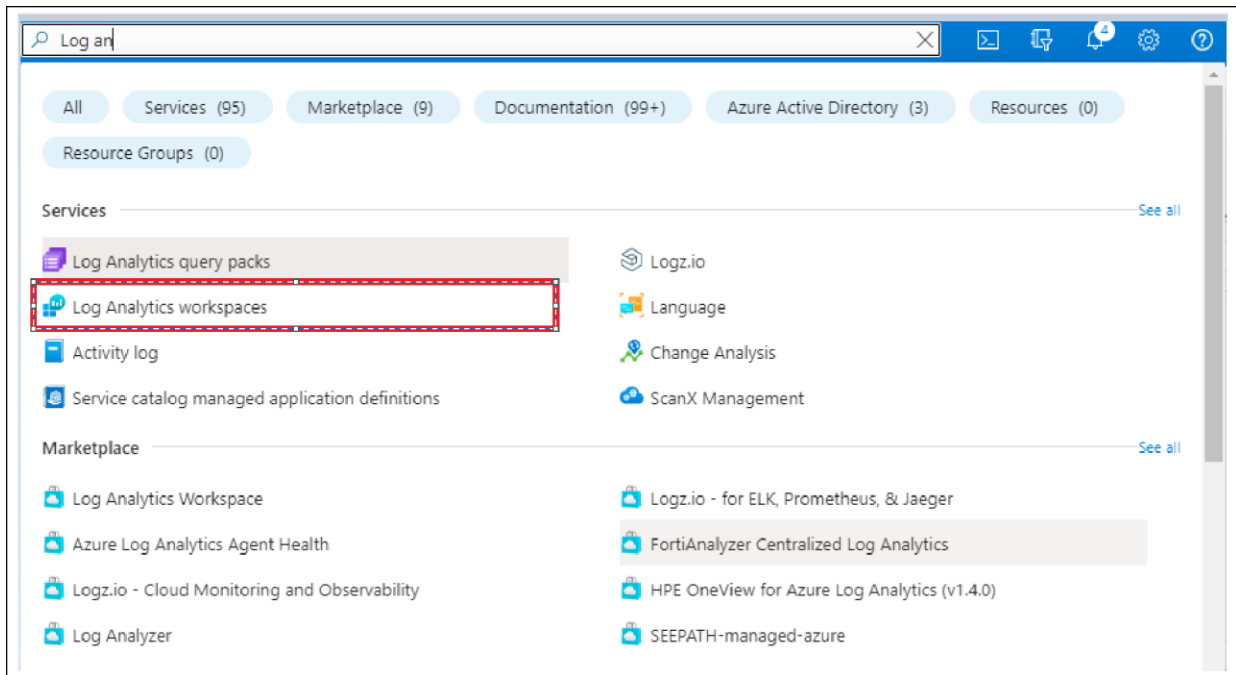 Log an
4
All
Services (95)
Marketplace (9)
Documentation (99+)
Azure Active Directory (3)
Resources (0)
Resource Groups (0)
Services
See all
Log Analytics query packs
Logz.io
Log Analytics workspaces
Language
Activity log
Change Analysis
Service catalog managed application definitions
ScanX Management
Marketplace
See all
Log Analytics Workspace
Logz.io - for ELK, Prometheus, & Jaeger
Azure Log Analytics Agent Health
FortiAnalyzer Centralized Log Analytics
Logz.io - Cloud Monitoring and Observability
HPE OneView for Azure Log Analytics (v1.4.0)
Log Analyzer
SEEPATH-managed-azure